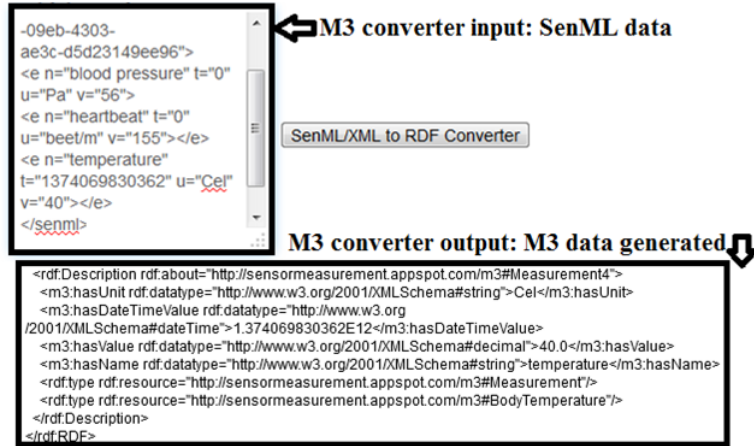 -09eb-4303-
ae3c-d5d23149ee96">
<e n="blood pressure" t="0"
u="Pa" v="56">
<e n="heartbeat" t="0"
u="beet/m" v="155"></e>
<e n="temperature"
t="1374069830362" u="Cel"
v="40"></e>
</senml>
M3 converter input: SenML data
SenML/XML to RDF Converter
M3 converter output: M3 data generated
<rdf:Description rdf:about="http://sensormeasurement.appspot.com/m3#Measurement4">
<m3:hasUnit rdf:datatype="http://www.w3.org/2001/XMLSchema#string">Cel</m3:hasUnit>
<m3:hasDateTimeValue rdf:datatype="http://www.w3.org
/2001/XMLSchema#dateTime">1.374069830362E12</m3:hasDateTimeValue>
<m3:hasValue rdf:datatype="http://www.w3.org/2001/XMLSchema#decimal">40.0</m3:hasValue>
<m3:hasName rdf:datatype="http://www.w3.org/2001/XMLSchema#string">temperature</m3:hasName>
<rdf:type rdf:resource="http://sensormeasurement.appspot.com/m3#Measurement"/>
<rdf:type rdf:resource="http://sensormeasurement.appspot.com/m3#BodyTemperature"/>
</rdf:Description>
</rdf:RDF>